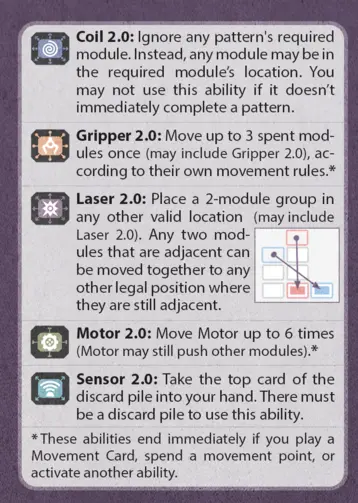 Coil 2.0: Ignore any pattern's required
module. Instead, any module may be in
the required module's location. You
may not use this ability if it doesn't
immediately complete a pattern.
Gripper 2.0: Move up to 3 spent mod-
ules once (may include Gripper 2.0), ac-
cording to their own movement rules.*
Laser 2.0: Place a 2-module group in
any other valid location (may include
Laser 2.0). Any two mod-
ules that are adjacent can
be moved together to any
other legal position where
they are still adjacent.
Motor 2.0: Move Motor up to 6 times
(Motor may still push other modules).*
Sensor 2.0: Take the top card of the
discard pile into your hand. There must
be a discard pile to use this ability.
* These abilities end immediately if you play a
Movement Card, spend a movement point, or
activate another ability.